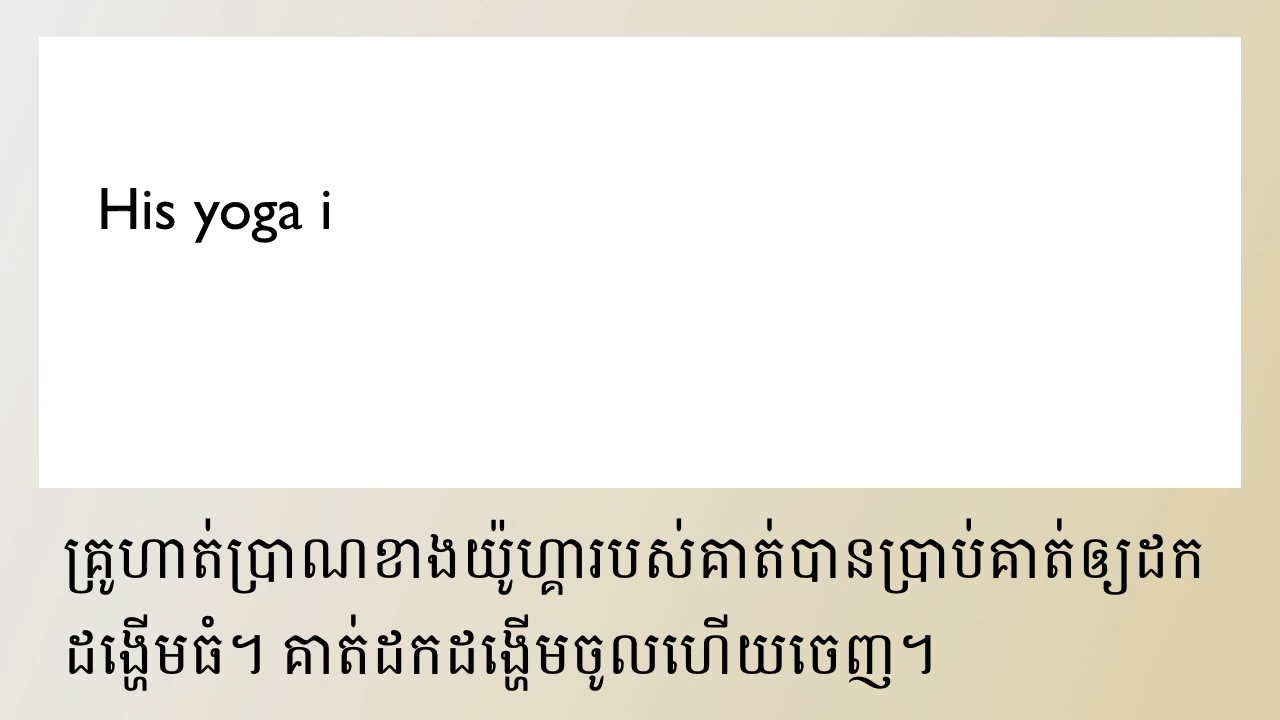 His yoga i
គ្រូហាត់ប្រាណខាងយ៉ូហ្គារបស់គាត់បានប្រាប់គាត់ឲ្យដក
ដង្ហើមធំ។ គាត់ដកដង្ហើមចូលហើយចេញ។